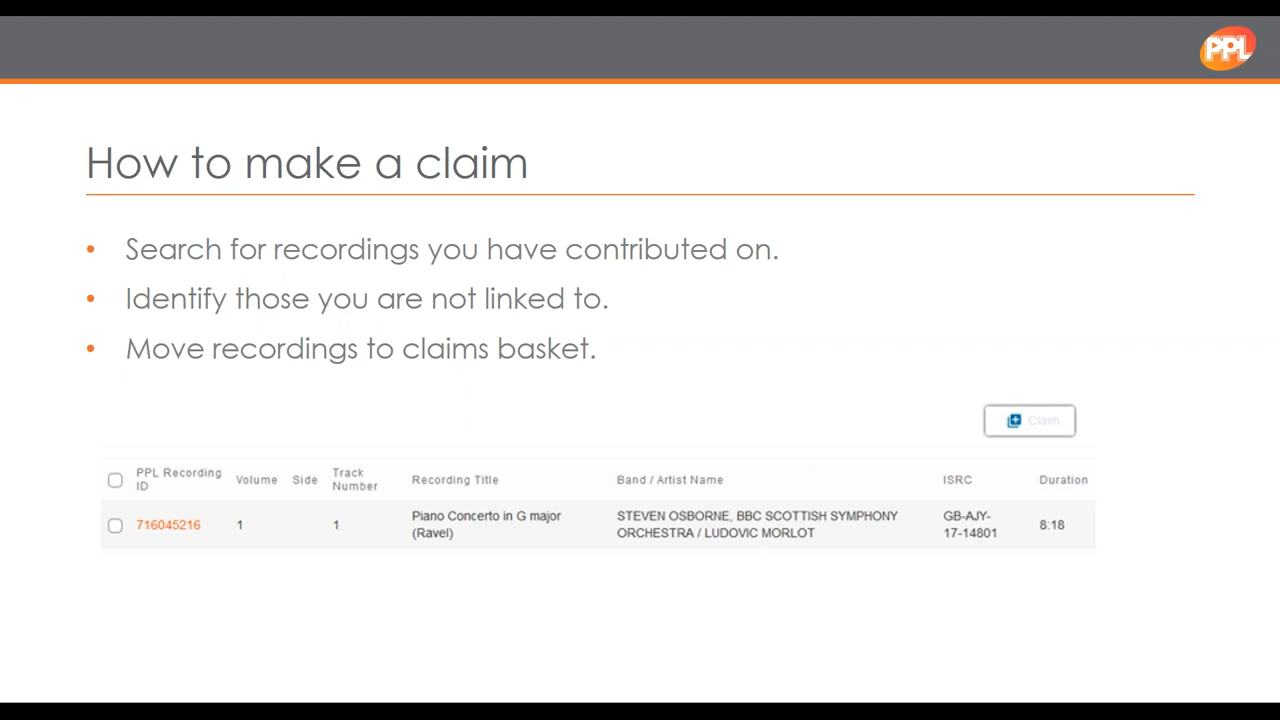 PPL
How to make a claim
• Search for recordings you have contributed on.
• Identify those you are not linked to.
• Move recordings to claims basket.
Claim
PPL Recording ID Volume Side Track Number Recording Title Band / Artist Name ISRC Duration
716045216 1 1 Piano Concerto in G major (Ravel) STEVEN OSBORNE, BBC SCOTTISH SYMPHONY ORCHESTRA / LUDOVIC MORLOT GB-AJY-17-14801 8:18